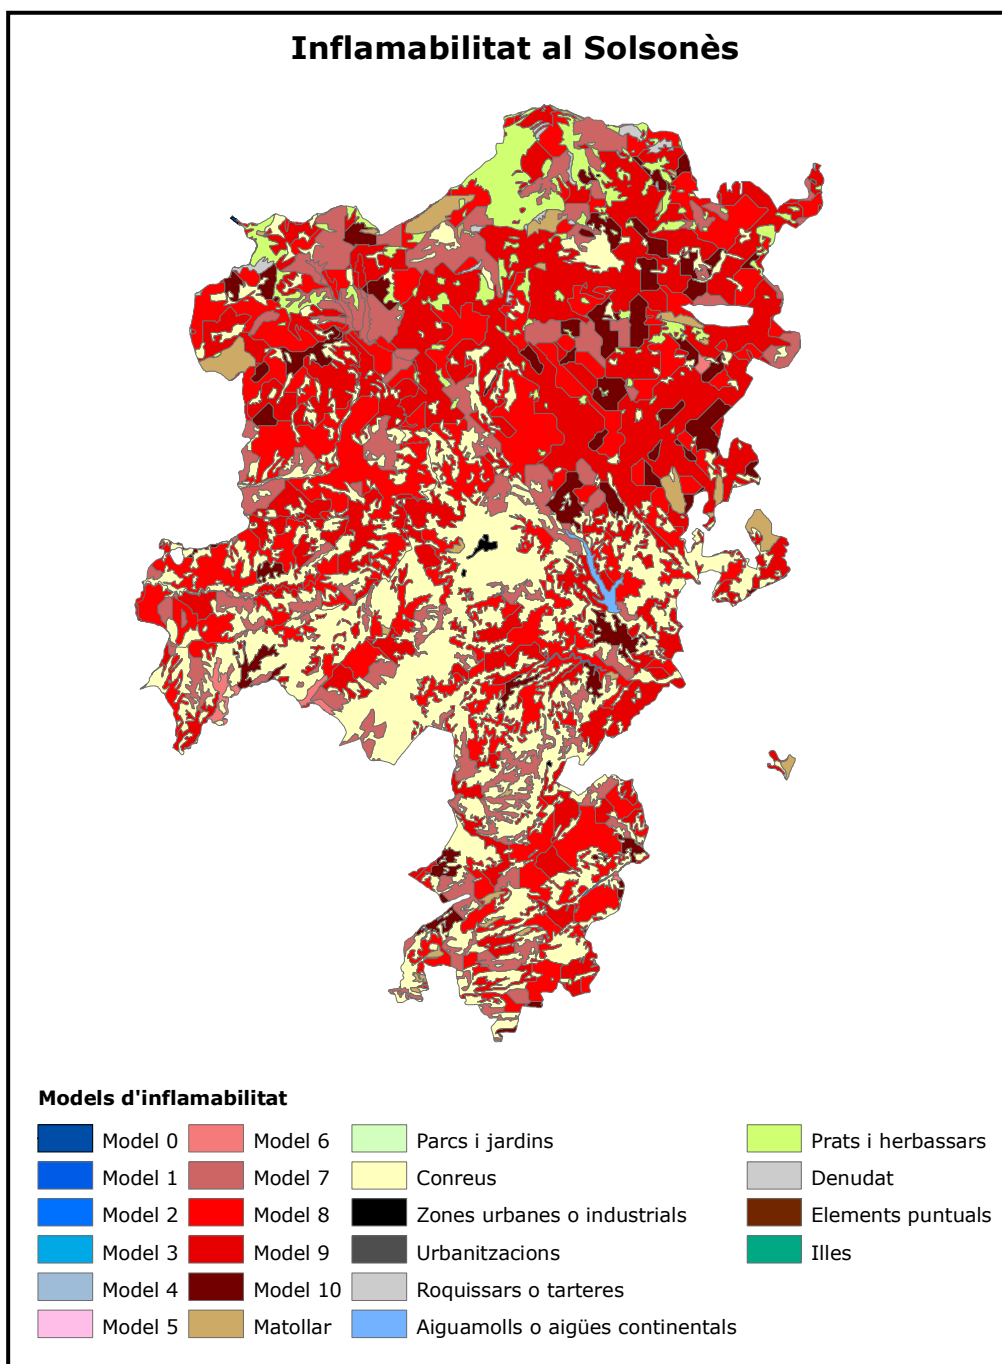 Inflamabilitat al Solsonès
Models d'inflamabilitat
Model 0
Model 1
Model 2
Model 3
Model 4
Model 5
Model 6
Model 7
Model 8
Model 9
Model 10
Matollar
Parcs i jardins
Conreus
Zones urbanes o industrials
Urbanitzacions
Roquissars o tarteres
Aiguamolls o aigües continentals
Prats i herbassars
Denudat
Elements puntuals
Illes